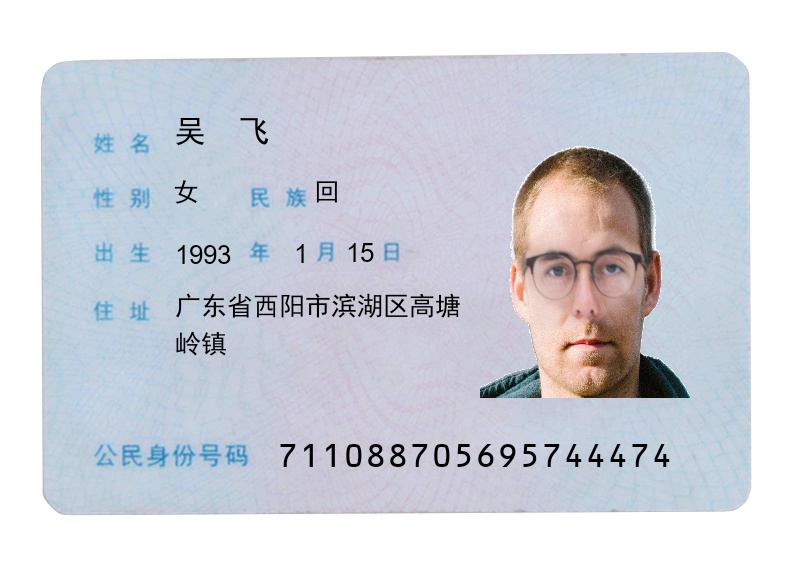 姓名 吴 飞
性别 女 民族 回
出生 1993 年 1 月 15 日
住址 广东省西阳市滨湖区高塘
岭镇
公民身份号码 711088705695744474